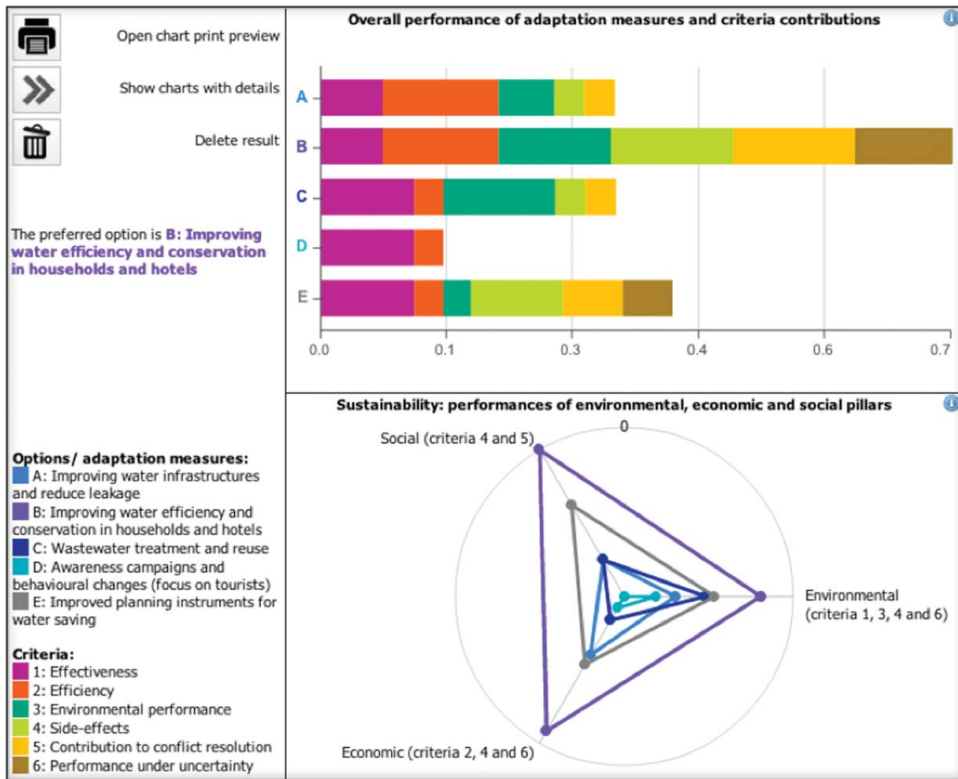 Open chart print preview
Show charts with details
Delete result
The preferred option is B: Improving
water efficiency and conservation
in households and hotels
Options/ adaptation measures:
A: Improving water infrastructures
and reduce leakage
B: Improving water efficiency and
conservation in households and hotels
C: Wastewater treatment and reuse
D: Awareness campaigns and
behavioural changes (focus on tourists)
E: Improved planning instruments for
water saving
Criteria:
1: Effectiveness
2: Efficiency
3: Environmental performance
4: Side-effects
5: Contribution to conflict resolution
6: Performance under uncertainty
Overall performance of adaptation measures and criteria contributions
i
A
B
C
D
E
0.0 0.1 0.3 0.4 0.6 0.7
Sustainability: performances of environmental, economic and social pillars
i
0
Social (criteria 4 and 5)
Environmental
(criteria 1, 3, 4 and 6)
Economic (criteria 2, 4 and 6)